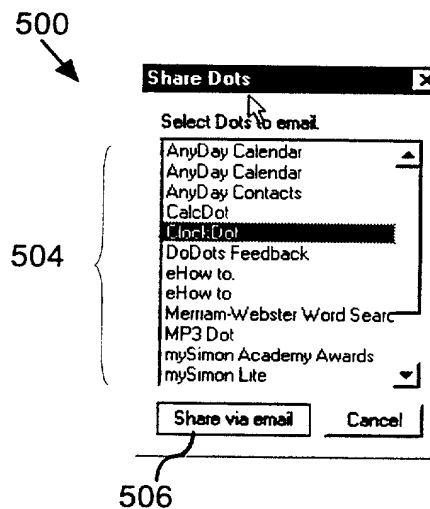 500
Share Dots
Select Dots to email.
AnyDay Calendar
AnyDay Calendar
AnyDay Contacts
CalcDot
ClockDot
DoDots Feedback
eHow to.
eHow to
Merriam-Webster Word Searc
MP3 Dot
mySimon Academy Awards
mySimon Lite
504
Share via email Cancel
506